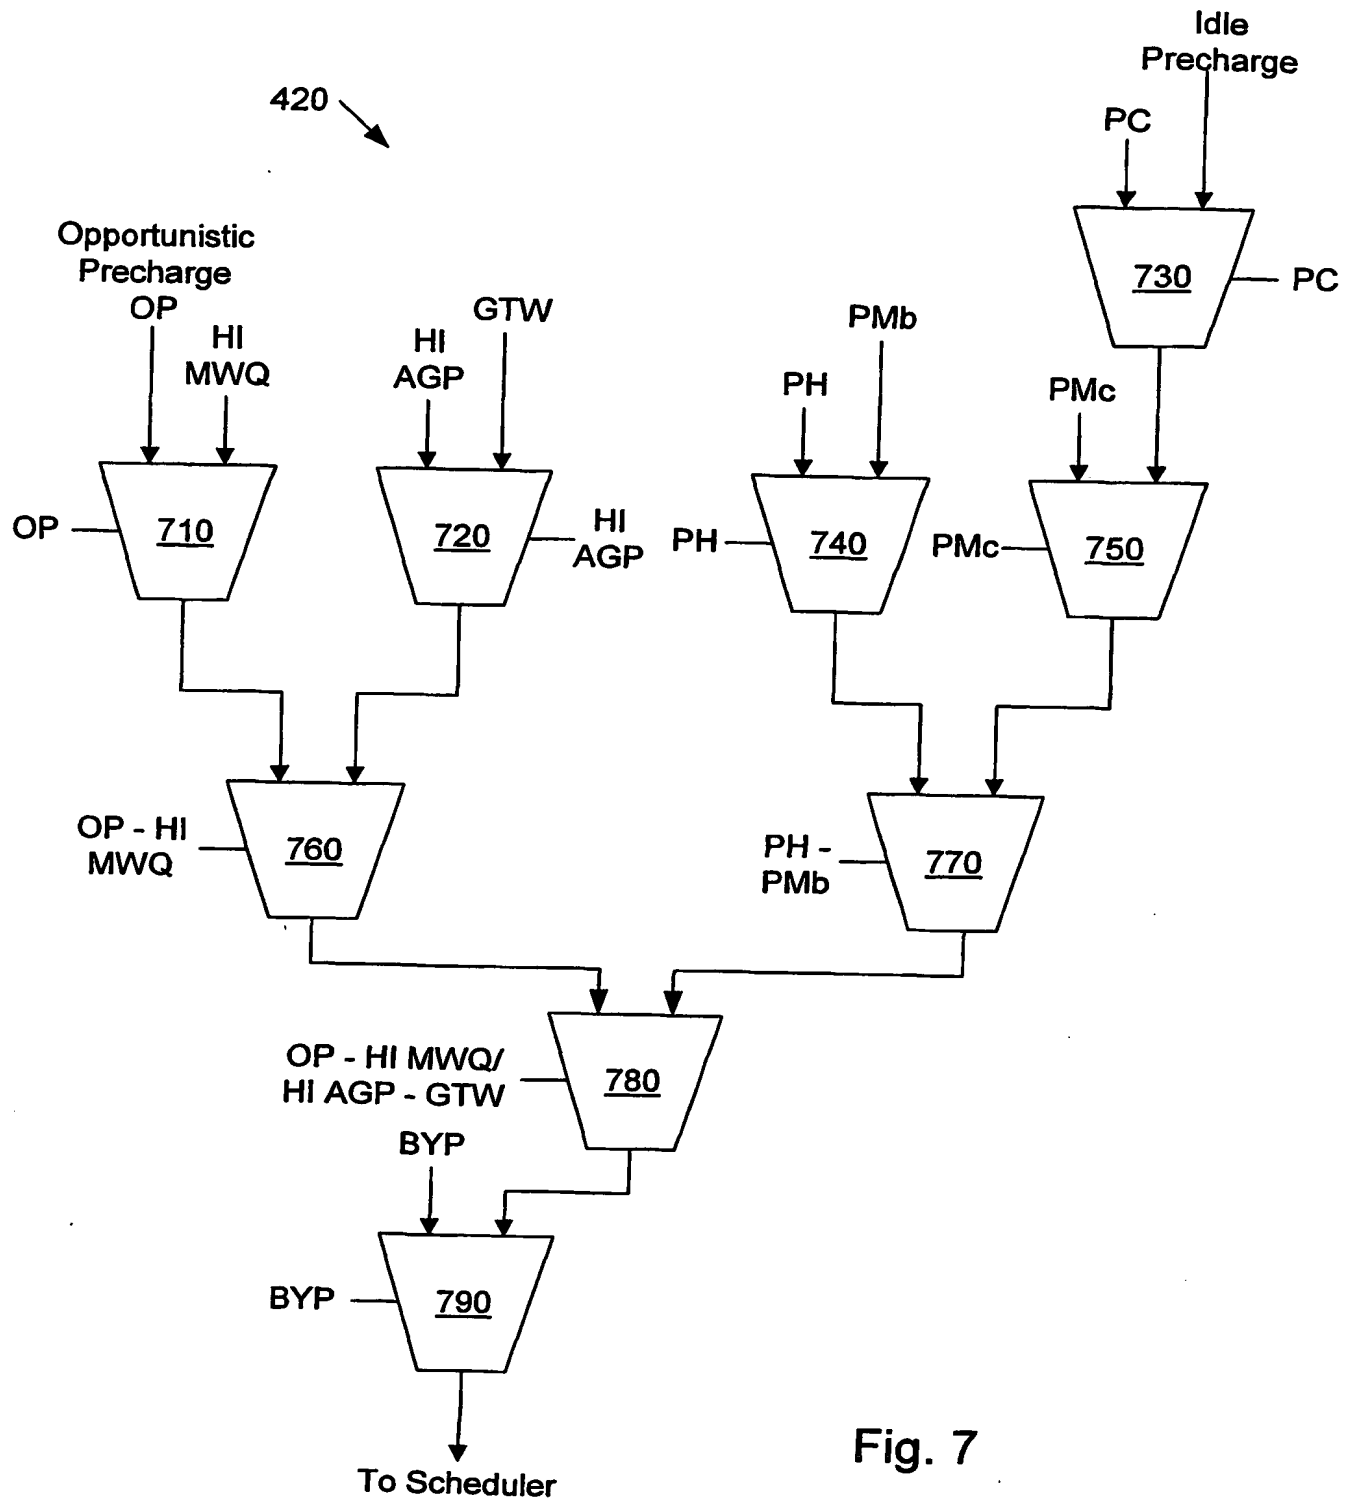 Idle
Precharge
420
PC
Opportunistic
Precharge
OP
HI
MWQ
HI
AGP
GTW
PH
PMb
PMc
730
PC
OP
710
720
HI
AGP
PH
740
PMc
750
OP - HI
MWQ
760
PH -
PMb
770
OP - HI MWQ/
HI AGP - GTW
780
BYP
BYP
790
To Scheduler
Fig. 7